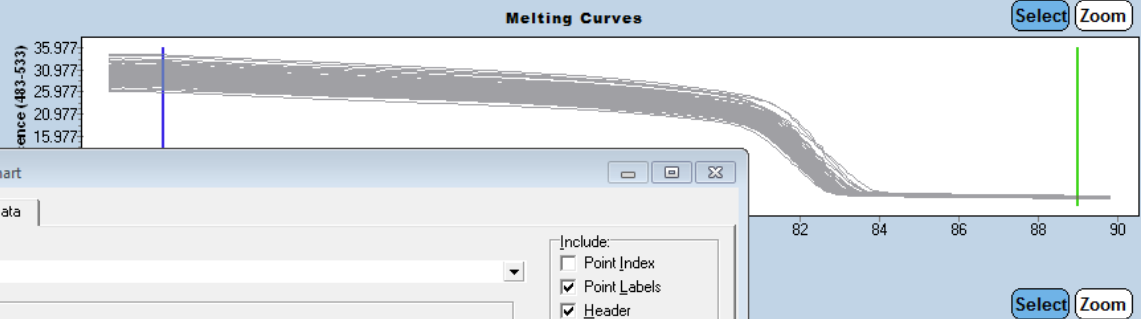 Melting Curves
Select Zoom
ence (483-533)
35.977
30.977
25.977
20.977
15.977
82 84 86 88 90
hart
ata
Include:
Point Index
Point Labels
Header
Select Zoom